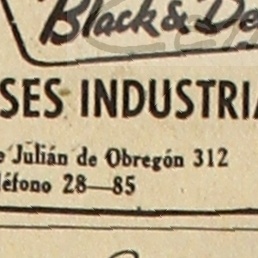 Black & De
SES INDUSTRIA
e Julián de Obregón 312
léfono 28—85